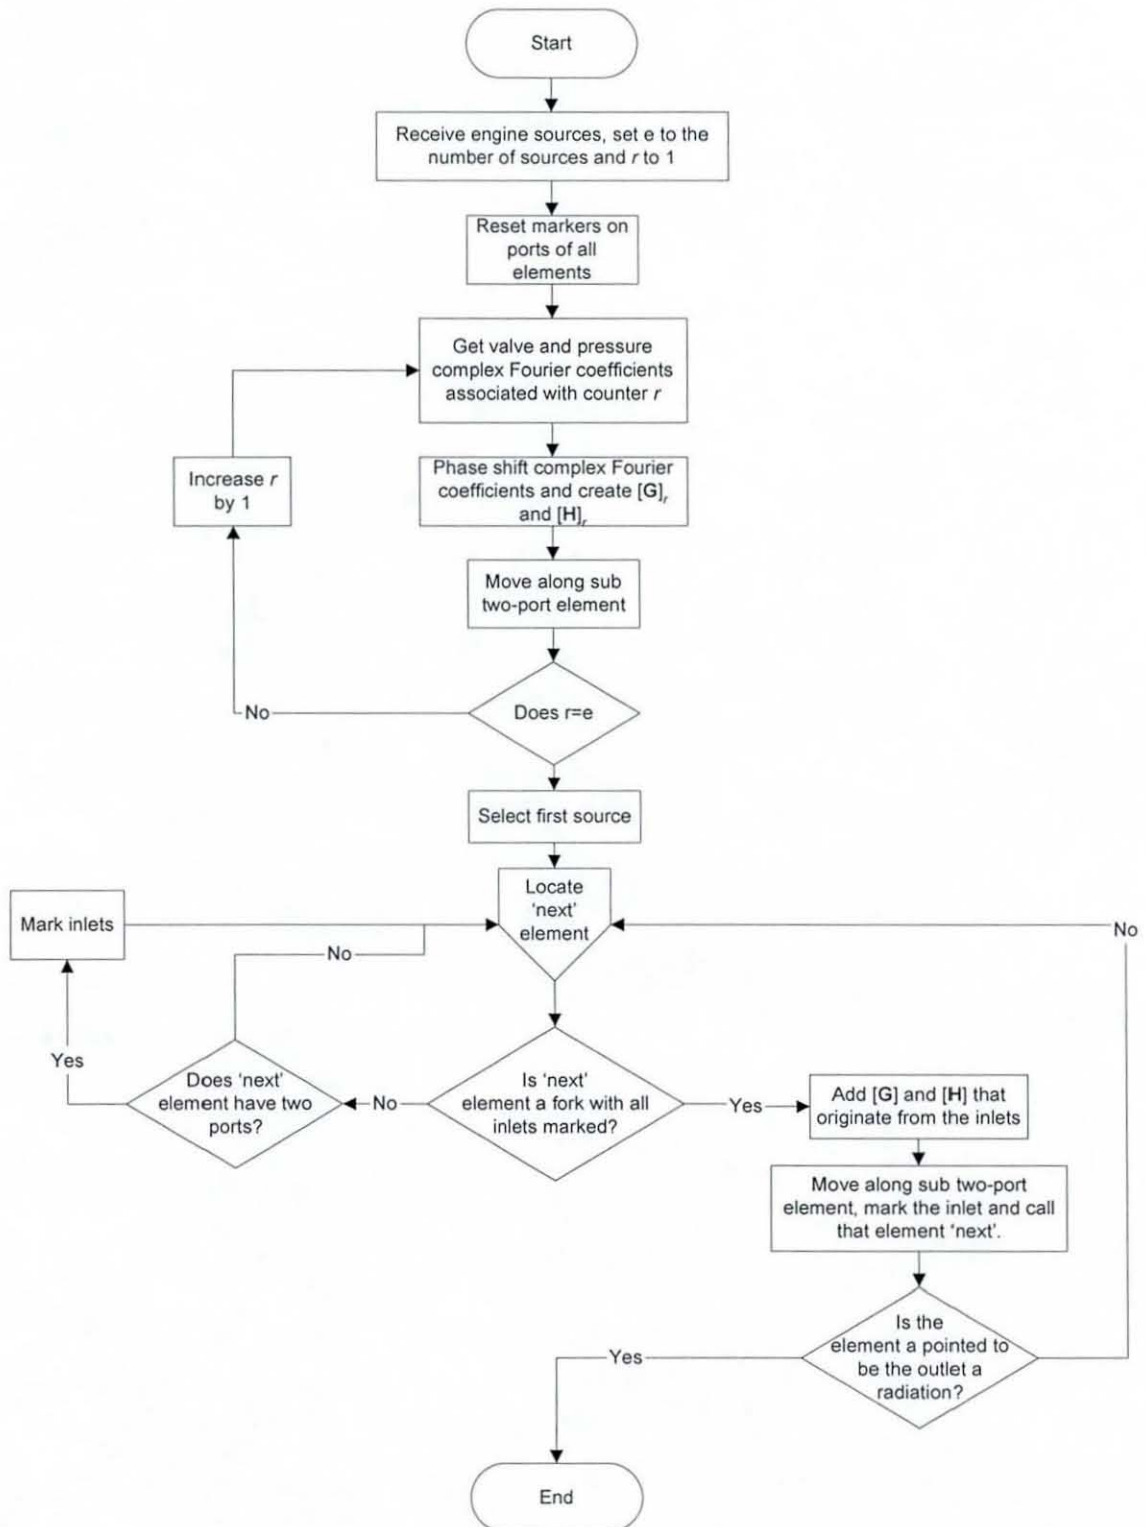 Start
Receive engine sources, set e to the
number of sources and r to 1
Reset markers on
ports of all
elements
Get valve and pressure
complex Fourier coefficients
associated with counter r
Increase r
by 1
Phase shift complex Fourier
coefficients and create [G]r
and [H]r
Move along sub
two-port element
Does r=e
No
Select first source
Locate
'next'
element
Mark inlets
No
No
Yes
Does 'next'
element have two
ports?
No
Is 'next'
element a fork with all
inlets marked?
Yes
Add [G] and [H] that
originate from the inlets
Move along sub two-port
element, mark the inlet and call
that element 'next'.
Is the
element a pointed to
be the outlet a
radiation?
Yes
End